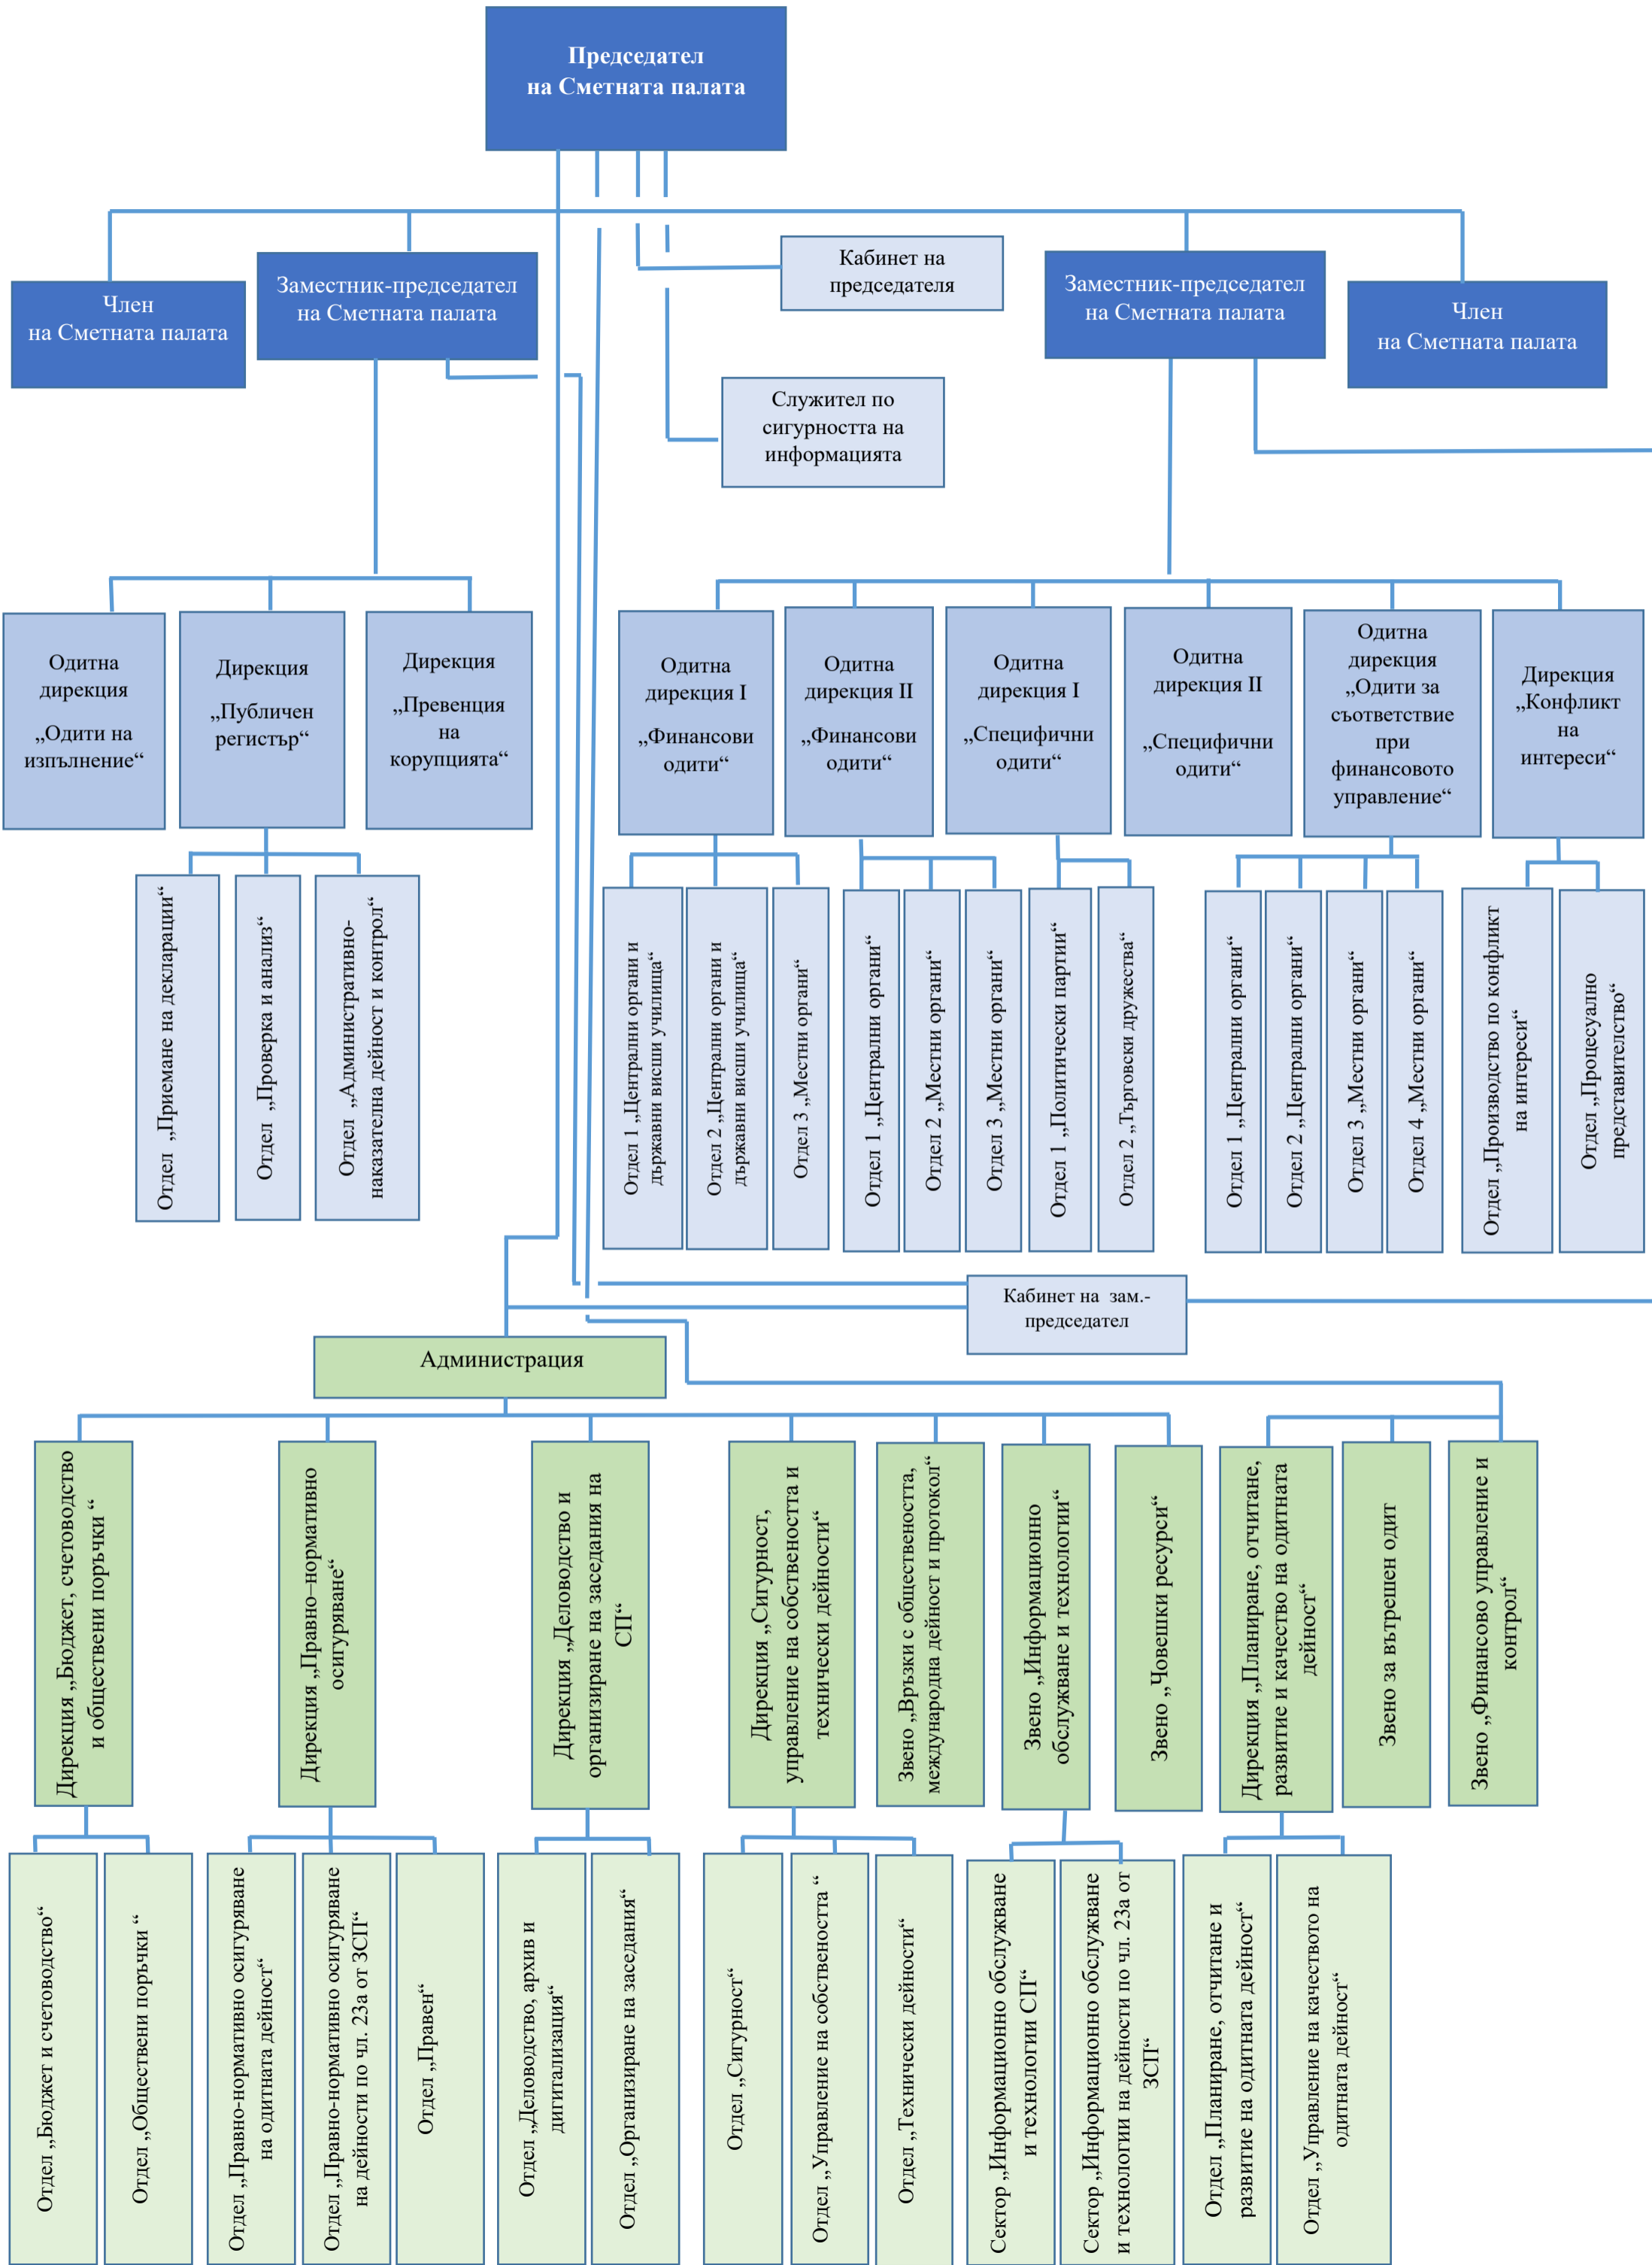 Председател
на Сметната палата
Кабинет на
председателя
Член
на Сметната палата
Заместник-председател
на Сметната палата
Заместник-председател
на Сметната палата
Член
на Сметната палата
Служител по
сигурността на
информацията
Одитна
дирекция
„Одити на
изпълнение“
Дирекция
„Публичен
регистър“
Дирекция
„Превенция
на
корупцията“
Одитна
дирекция I
„Финансови
одити“
Одитна
дирекция II
„Финансови
одити“
Одитна
дирекция I
„Специфични
одити“
Одитна
дирекция II
„Специфични
одити“
Одитна
дирекция
„Одити за
съответствие
при
финансовото
управление“
Дирекция
„Конфликт
на
интереси“
Отдел „Приемане на декларации“
Отдел „Проверка и анализ“
Отдел „Административно-
наказателна дейност и контрол“
Отдел 1 „Централни органи и
държавни висши училища“
Отдел 2 „Централни органи и
държавни висши училища“
Отдел 3 „Местни органи“
Отдел 1 „Централни органи“
Отдел 2 „Местни органи“
Отдел 3 „Местни органи“
Отдел 1 „Политически партии“
Отдел 2 „Търговски дружества“
Отдел 1 „Централни органи“
Отдел 2 „Централни органи“
Отдел 3 „Местни органи“
Отдел 4 „Местни органи“
Отдел „Производство по конфликт
на интереси“
Отдел „Процесуално
представителство“
Кабинет на зам.-
председател
Администрация
Дирекция „Бюджет, счетоводство
и обществени поръчки “
Дирекция „Правно–нормативно
осигуряване“
Дирекция „Деловодство и
организиране на заседания на
СП“
Дирекция „Сигурност,
управление на собствеността и
технически дейности“
Звено „Връзки с обществеността,
международна дейност и протокол“
Звено „Информационно
обслужване и технологии“
Звено „Човешки ресурси“
Дирекция „Планиране, отчитане,
развитие и качество на одитната
дейност“
Звено за вътрешен одит
Звено „Финансово управление и
контрол“
Отдел „Бюджет и счетоводство“
Отдел „Обществени поръчки “
Отдел „Правно-нормативно осигуряване
на одитната дейност“
Отдел „Правно-нормативно осигуряване
на дейности по чл. 23а от ЗСП“
Отдел „Правен“
Отдел „Деловодство, архив и
дигитализация“
Отдел „Организиране на заседания“
Отдел „Сигурност“
Отдел „Управление на собствеността “
Отдел „Технически дейности“
Сектор „Информационно обслужване
и технологии СП“
Сектор „Информационно обслужване
и технологии на дейности по чл. 23а от
ЗСП“
Отдел „Планиране, отчитане и
развитие на одитната дейност“
Отдел „Управление на качеството на
одитната дейност“